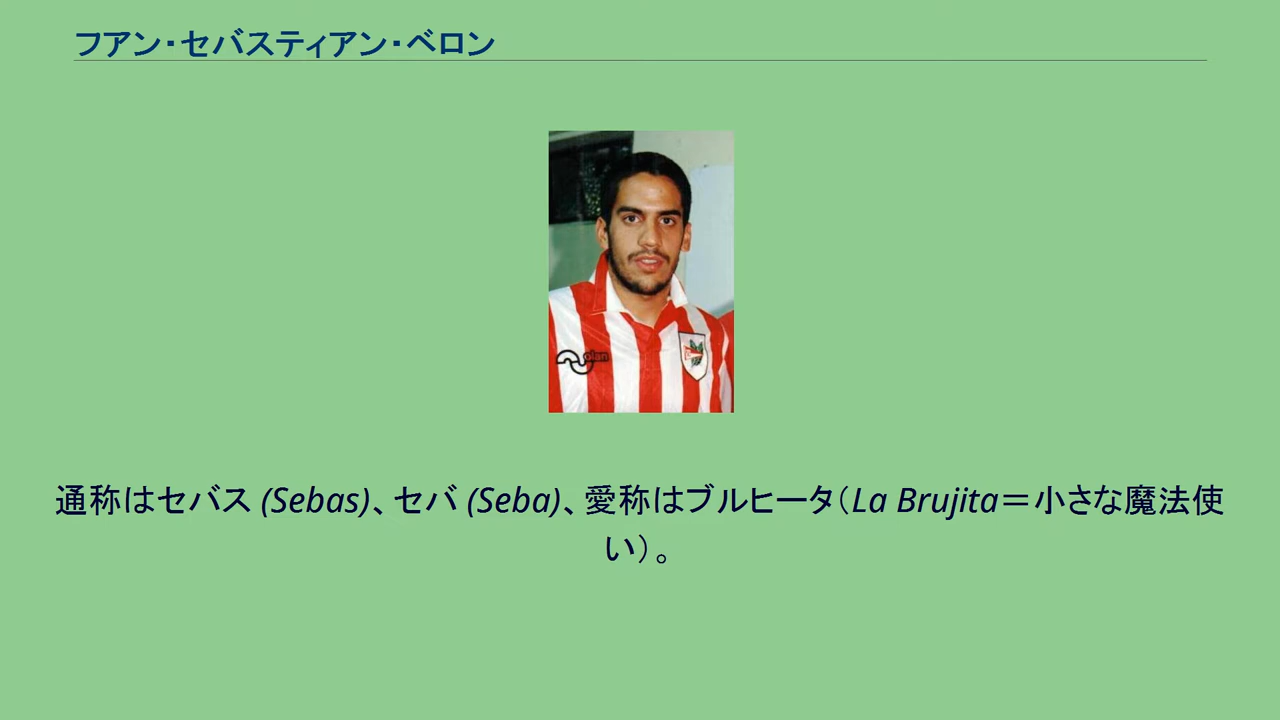 フアン・セバスティアン・ベロン
olan
通称はセバス (Sebas)、セバ (Seba)、愛称はブルヒータ(La Brujita＝小さな魔法使
い)。